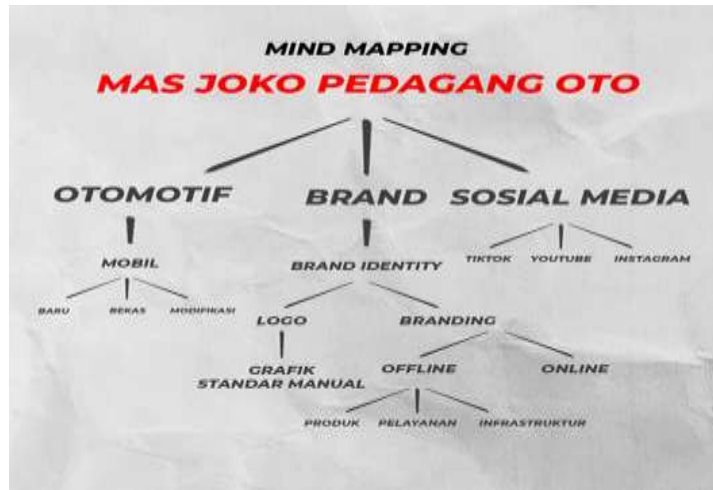 MIND MAPPING
MAS JOKO PEDAGANG OTO
OTOMOTIF BRAND SOSIAL MEDIA
MOBIL BRAND IDENTITY TIKTOK YOUTUBE INSTAGRAM
BARU BEKAS MODIFIKASI
LOGO BRANDING
GRAFIK
STANDAR MANUAL
OFFLINE ONLINE
PRODUK PELAYANAN INFRASTRUKTUR